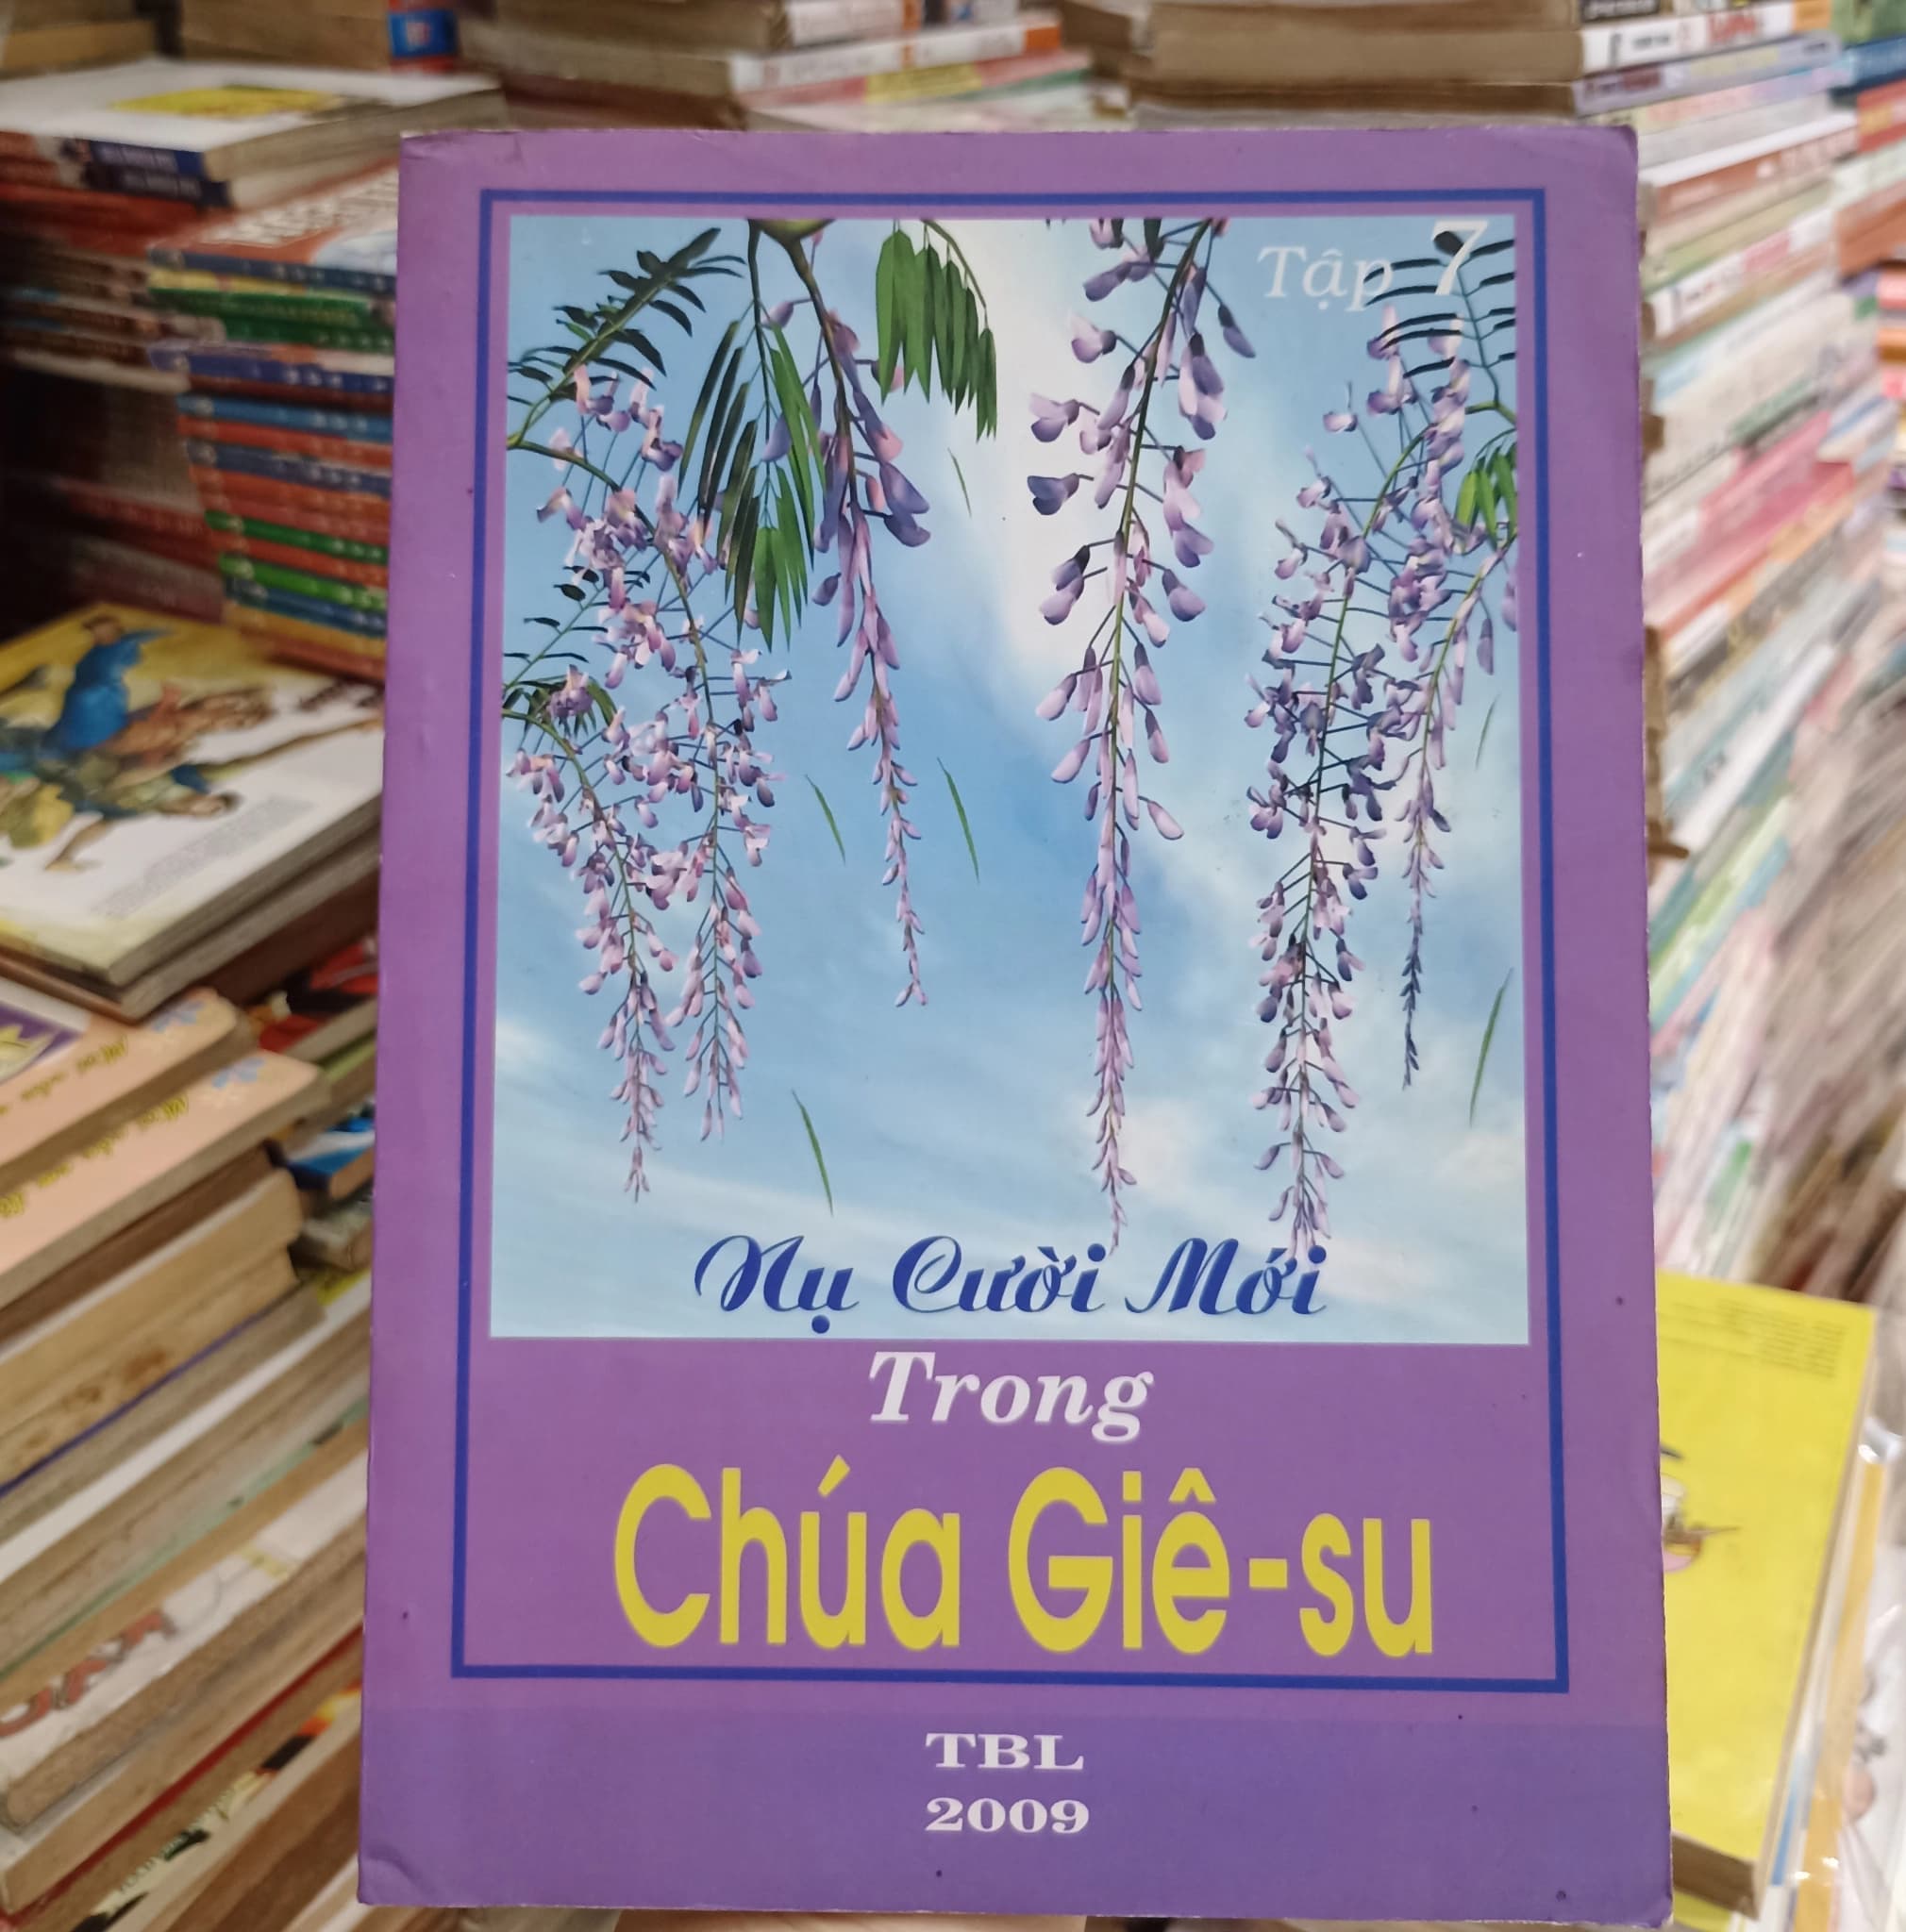 Tập 7
Nụ Cười Mới
Trong
Chúa Giê-su
TBL
2009